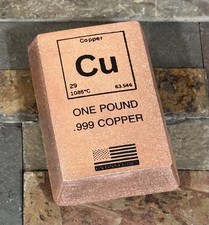 Copper
Cu
29
1085°C 63.546
ONE POUND
.999 COPPER